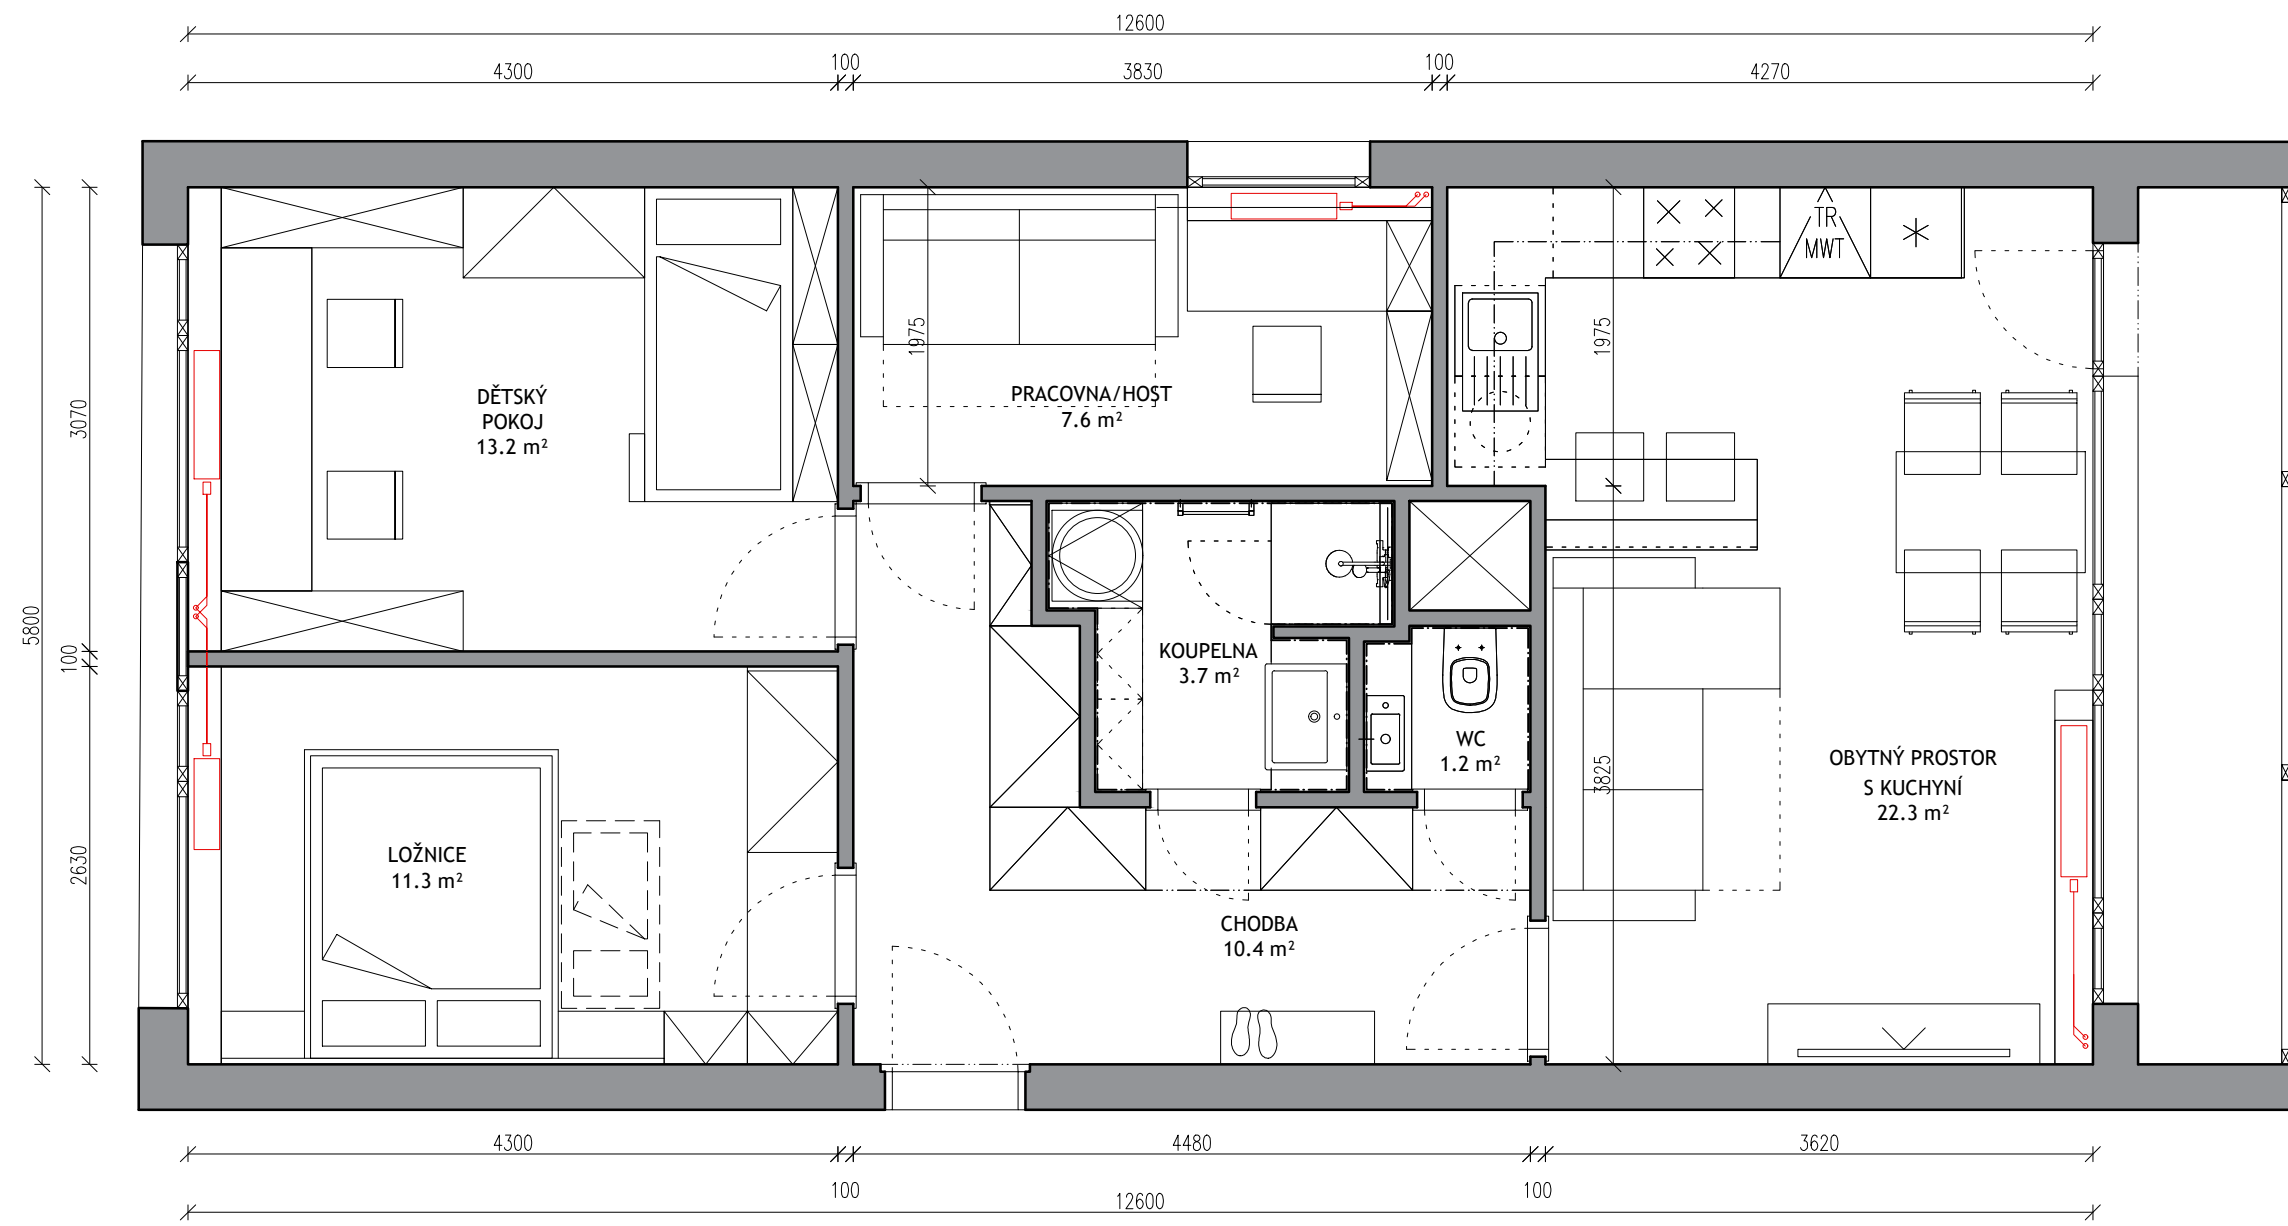 12600
4300
100
3830
100
4270
TR
MWT
1975
1975
3070
DĚTSKÝ
POKOJ
13.2 m²
PRACOVNA/HOST
7.6 m²
5800
100
KOUPELNA
3.7 m²
WC
1.2 m²
3825
OBYTNÝ PROSTOR
S KUCHYNÍ
22.3 m²
2630
LOŽNICE
11.3 m²
CHODBA
10.4 m²
4300
4480
3620
100
100
12600